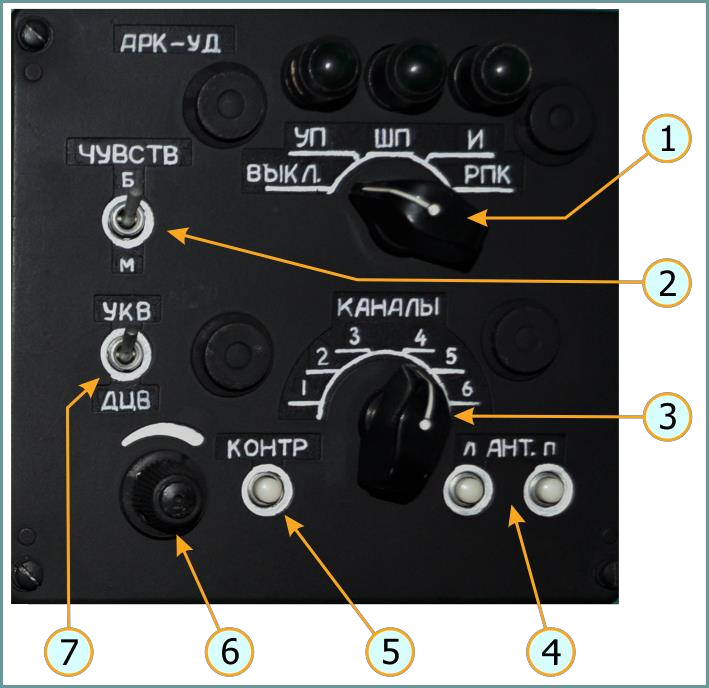 АРК-УД
УП ШП И
ВЫКЛ. РПК
ЧУВСТВ
Б
М
УКВ
ДЦВ
КАНАЛЫ
1 2 3 4 5 6
КОНТР
Л АНТ. П
1
2
3
4
5
6
7